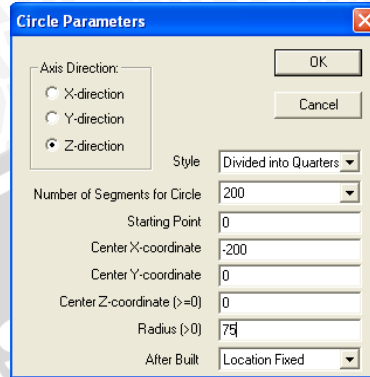 Circle Parameters
Axis Direction:
X-direction
Y-direction
Z-direction
OK
Cancel
Style Divided into Quarters
Number of Segments for Circle 200
Starting Point 0
Center X-coordinate -200
Center Y-coordinate 0
Center Z-coordinate (>=0) 0
Radius (>0) 75
After Built Location Fixed